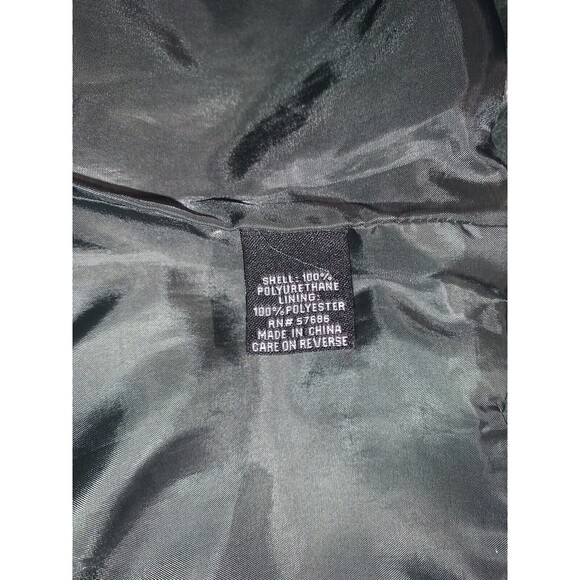 SHELL: 100%
POLYURETHANE
LINING:
100% POLYESTER
RN# 57686
MADE IN CHINA
CARE ON REVERSE